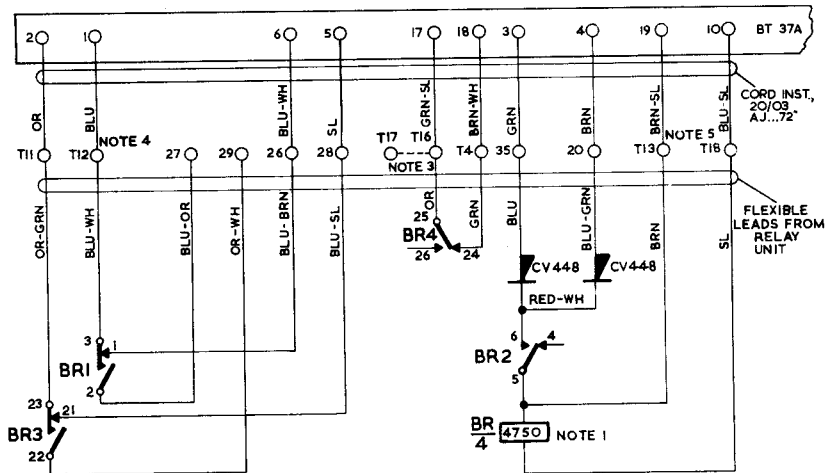 2 1 6 5 17 18 3 4 19 10 BT 37A
CORD INST.,
20/03
AJ...72"
OR BLU BLU-WH SL GRN-SL BRN-WH GRN BRN BRN-SL BLU-SL
NOTE 4 NOTE 5
T11 T12 27 29 26 28 T17 T16 T4 35 20 T13 T18
NOTE 3
FLEXIBLE
LEADS FROM
RELAY
UNIT
OR-GRN BLU-WH BLU-OR OR-WH BLU-BRN BLU-SL OR GRN BLU BLU-GRN BRN SL
25
BR4
26 24
CV448 CV448
RED-WH
3 1
BR1
2
6 4
BR2
5
23 21
BR3
22
BR
4 4750 NOTE 1